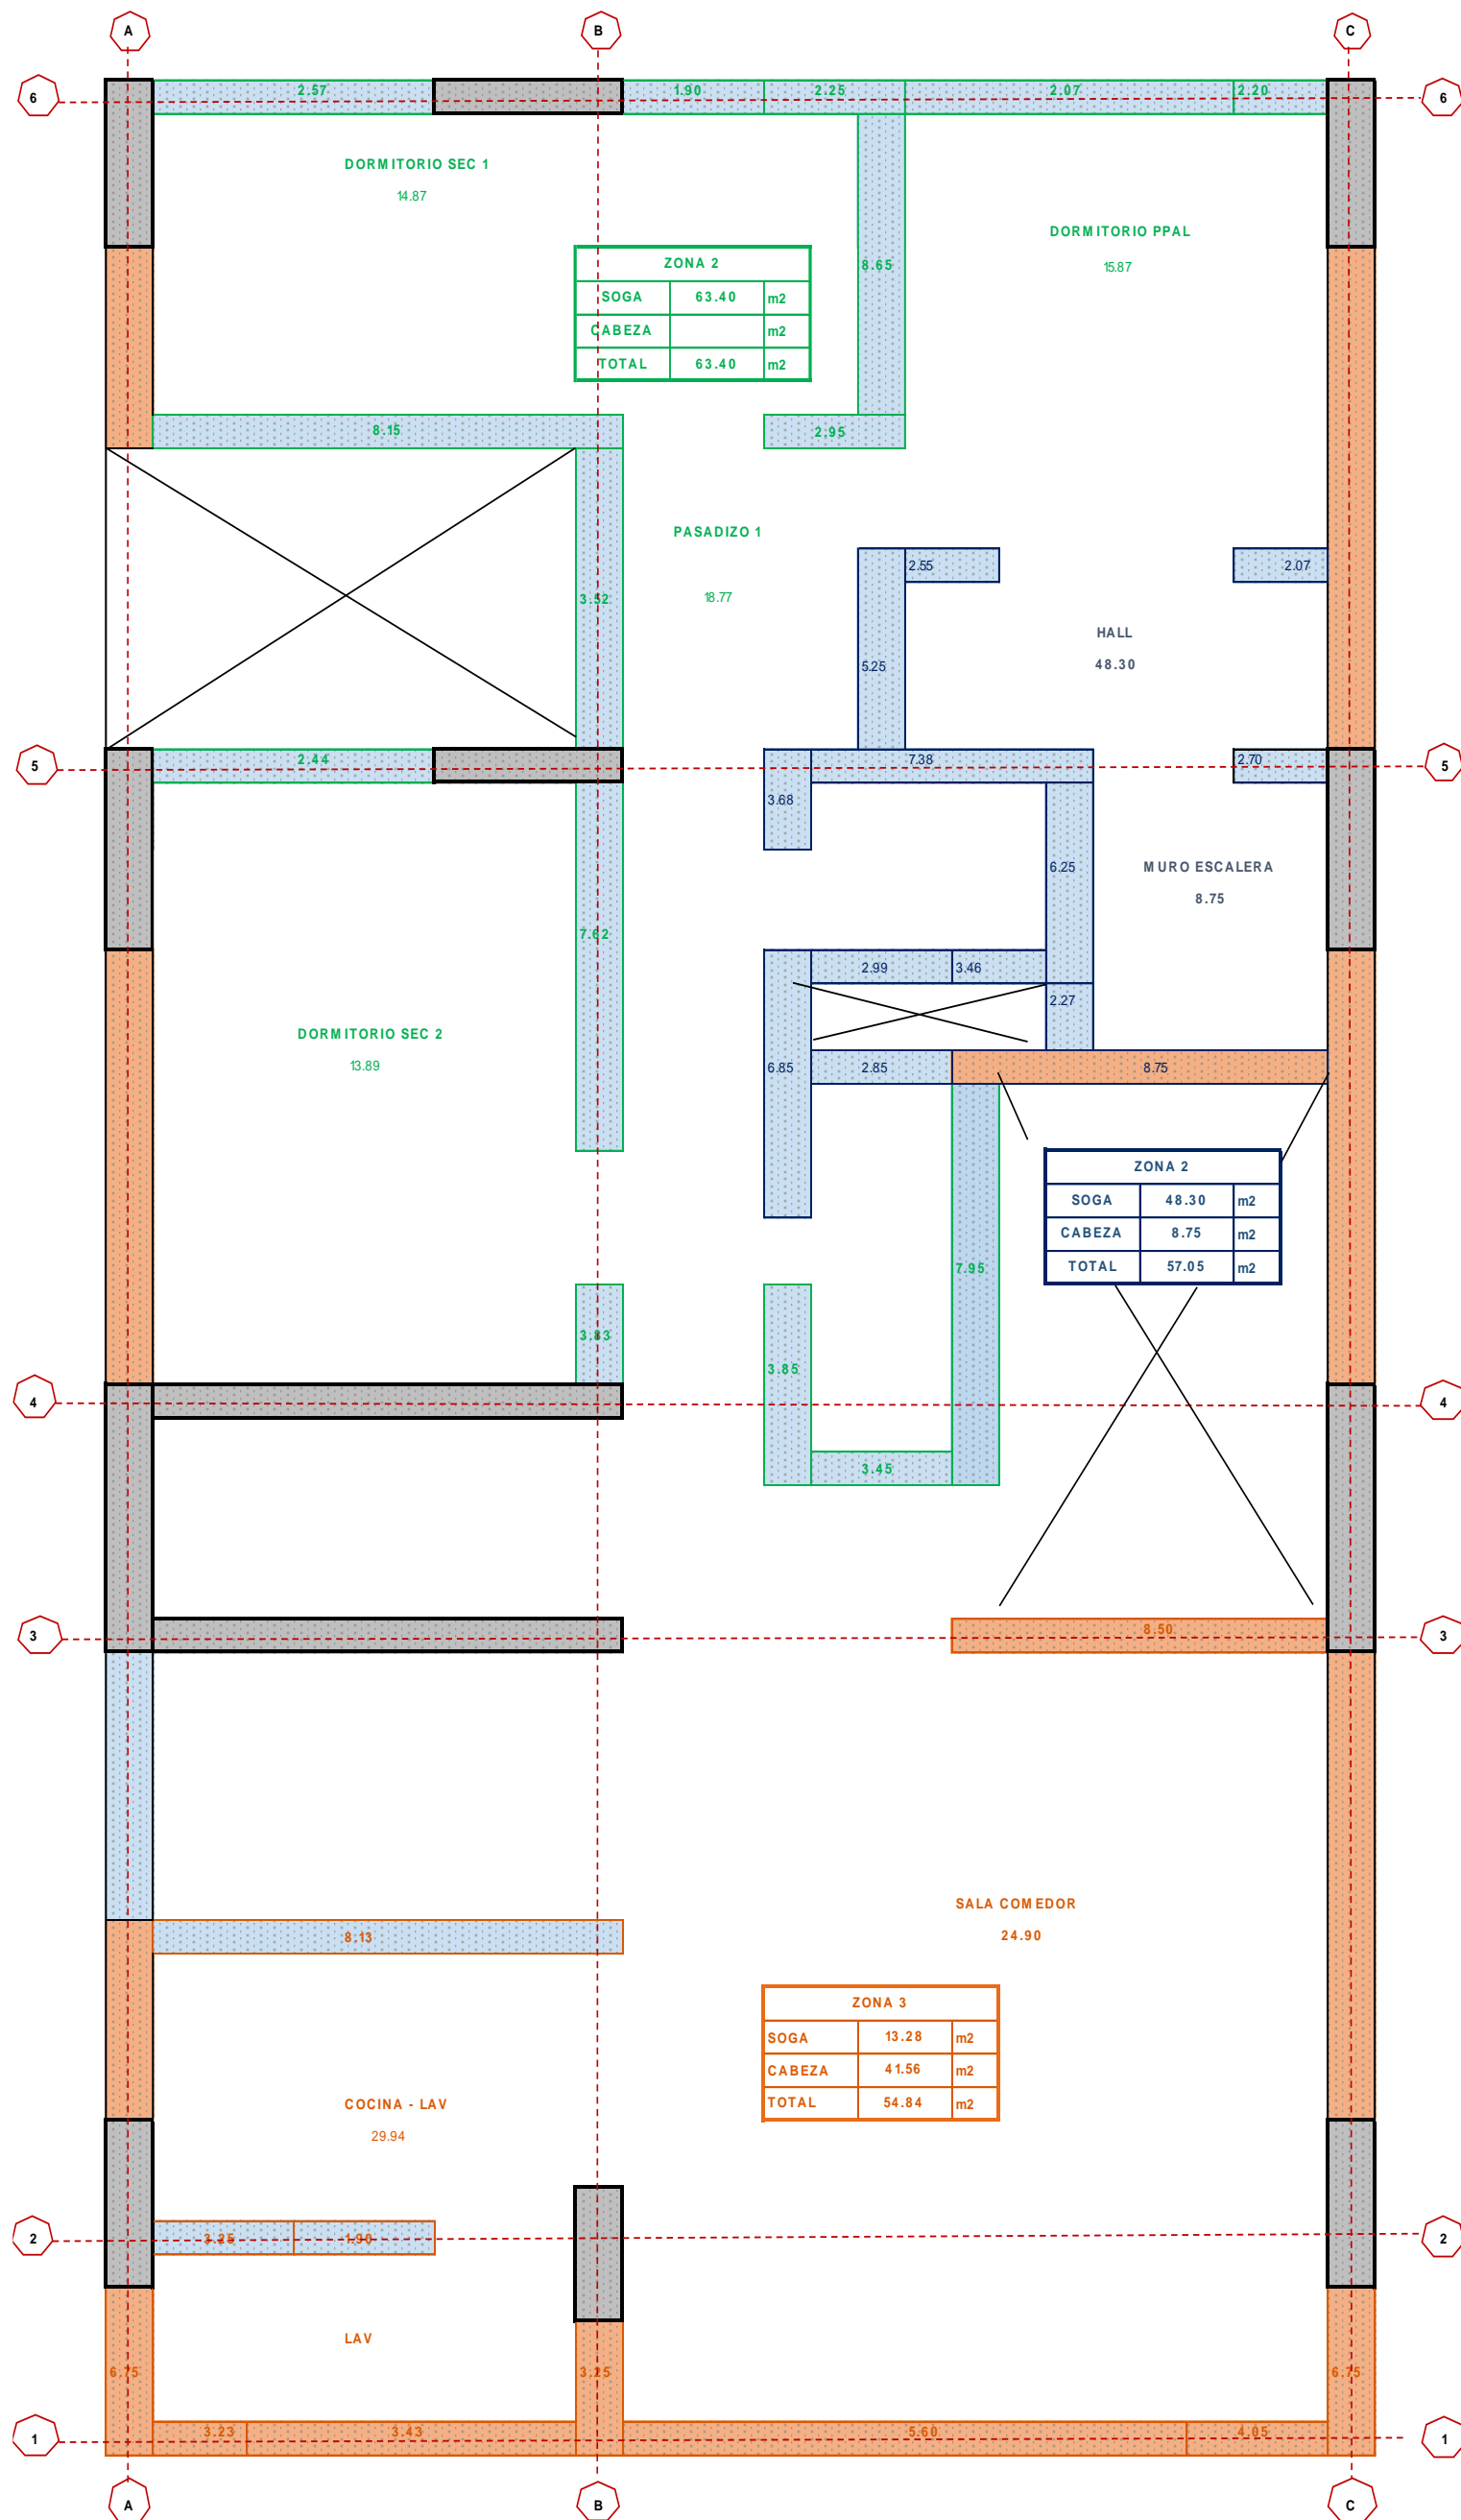 A B C
6 6
2.57 1.90 2.25 2.07 2.20
DORMITORIO SEC 1
14.87
DORMITORIO PPAL
15.87
8.65
ZONA 2
SOGA 63.40 m2
CABEZA m2
TOTAL 63.40 m2
8.15 2.95
PASADIZO 1
18.77
3.52
2.55 2.07
HALL
48.30
5.25
5 5
2.44 7.38 2.70
3.68
MURO ESCALERA
8.75
6.25
7.62
2.99 3.46
2.27
DORMITORIO SEC 2
13.89
6.85 2.85 8.75
ZONA 2
SOGA 48.30 m2
CABEZA 8.75 m2
TOTAL 57.05 m2
7.95
3.83 3.85
4 4
3.45
3 3
8.50
SALA COMEDOR
24.90
8.13
ZONA 3
SOGA 13.28 m2
CABEZA 41.56 m2
TOTAL 54.84 m2
COCINA - LAV
29.94
2 2
3.25 1.90
LAV
6.75 3.25 6.75
3.23 3.43 5.60 4.05
1 1
A B C